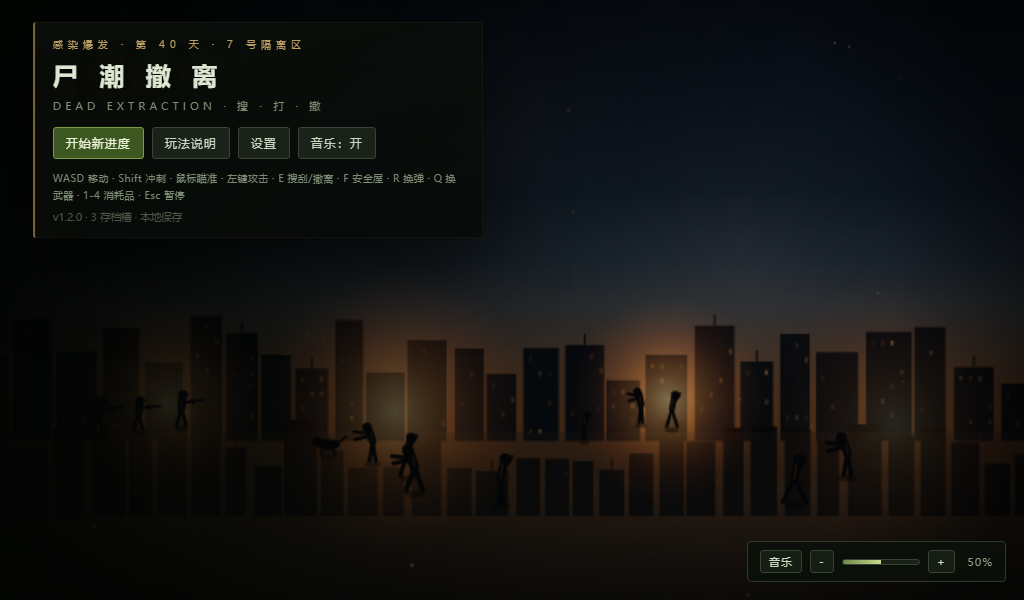 感染爆发 · 第 40 天 · 7 号隔离区
尸潮撤离
DEAD EXTRACTION · 搜 · 打 · 撤
开始新进度 玩法说明 设置 音乐: 开
WASD 移动 · Shift 冲刺 · 鼠标瞄准 · 左键攻击 · E 搜刮/撤离 · F 安全屋 · R 换弹 · Q 换
武器 · 1-4 消耗品 · Esc 暂停
v1.2.0 · 3 存档槽 · 本地保存
音乐 - + 50%